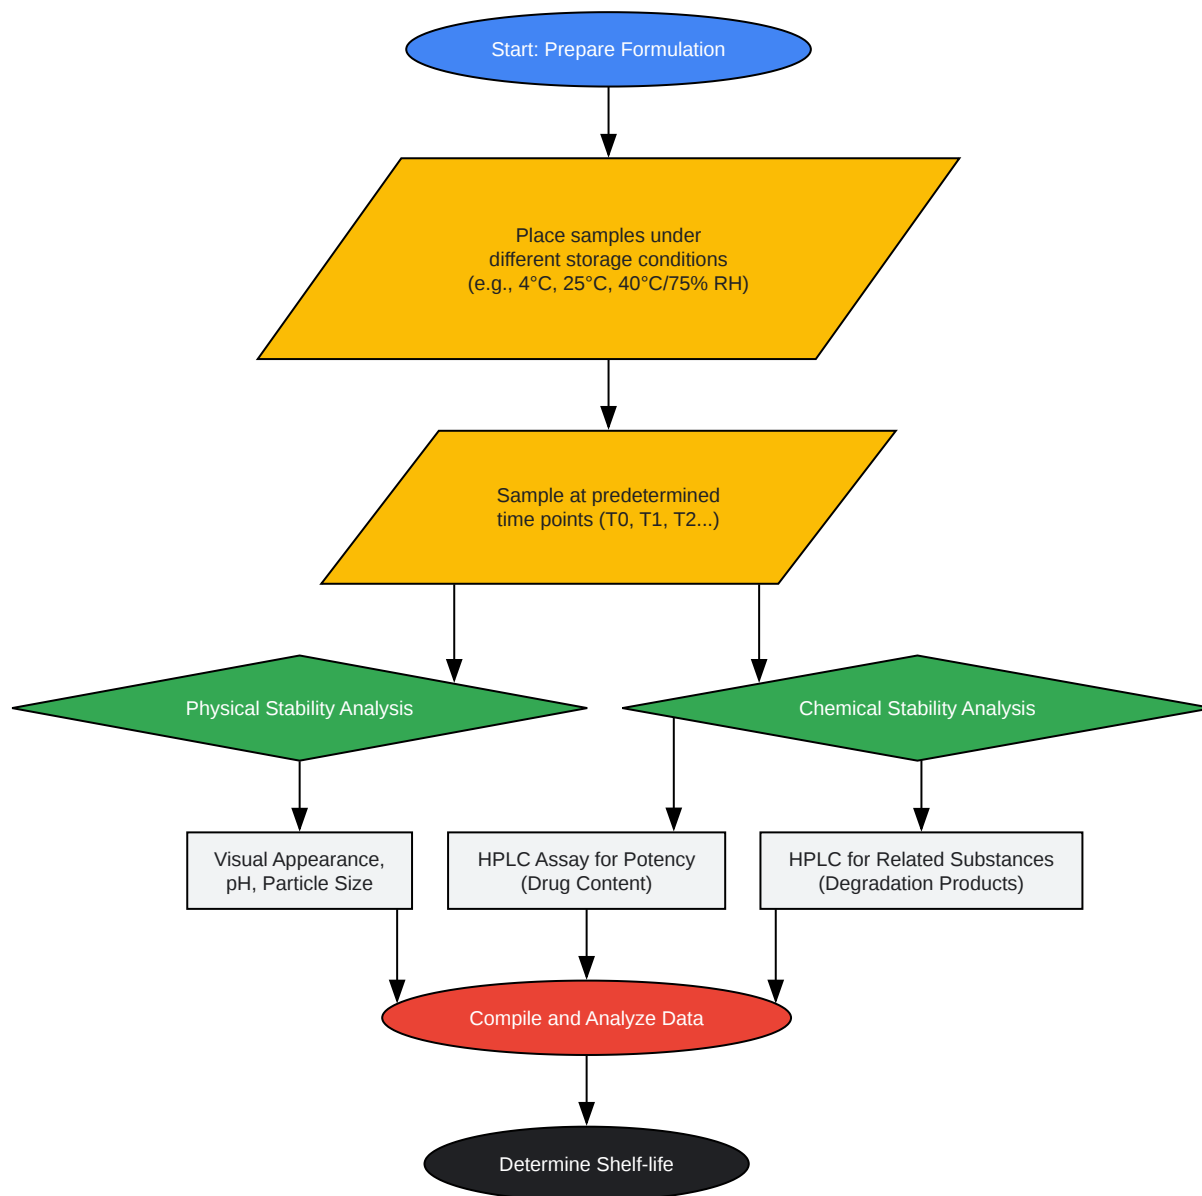 Start: Prepare Formulation
Place samples under
different storage conditions
(e.g., 4°C, 25°C, 40°C/75% RH)
Sample at predetermined
time points (T0, T1, T2...)
Physical Stability Analysis
Chemical Stability Analysis
Visual Appearance,
pH, Particle Size
HPLC Assay for Potency
(Drug Content)
HPLC for Related Substances
(Degradation Products)
Compile and Analyze Data
Determine Shelf-life